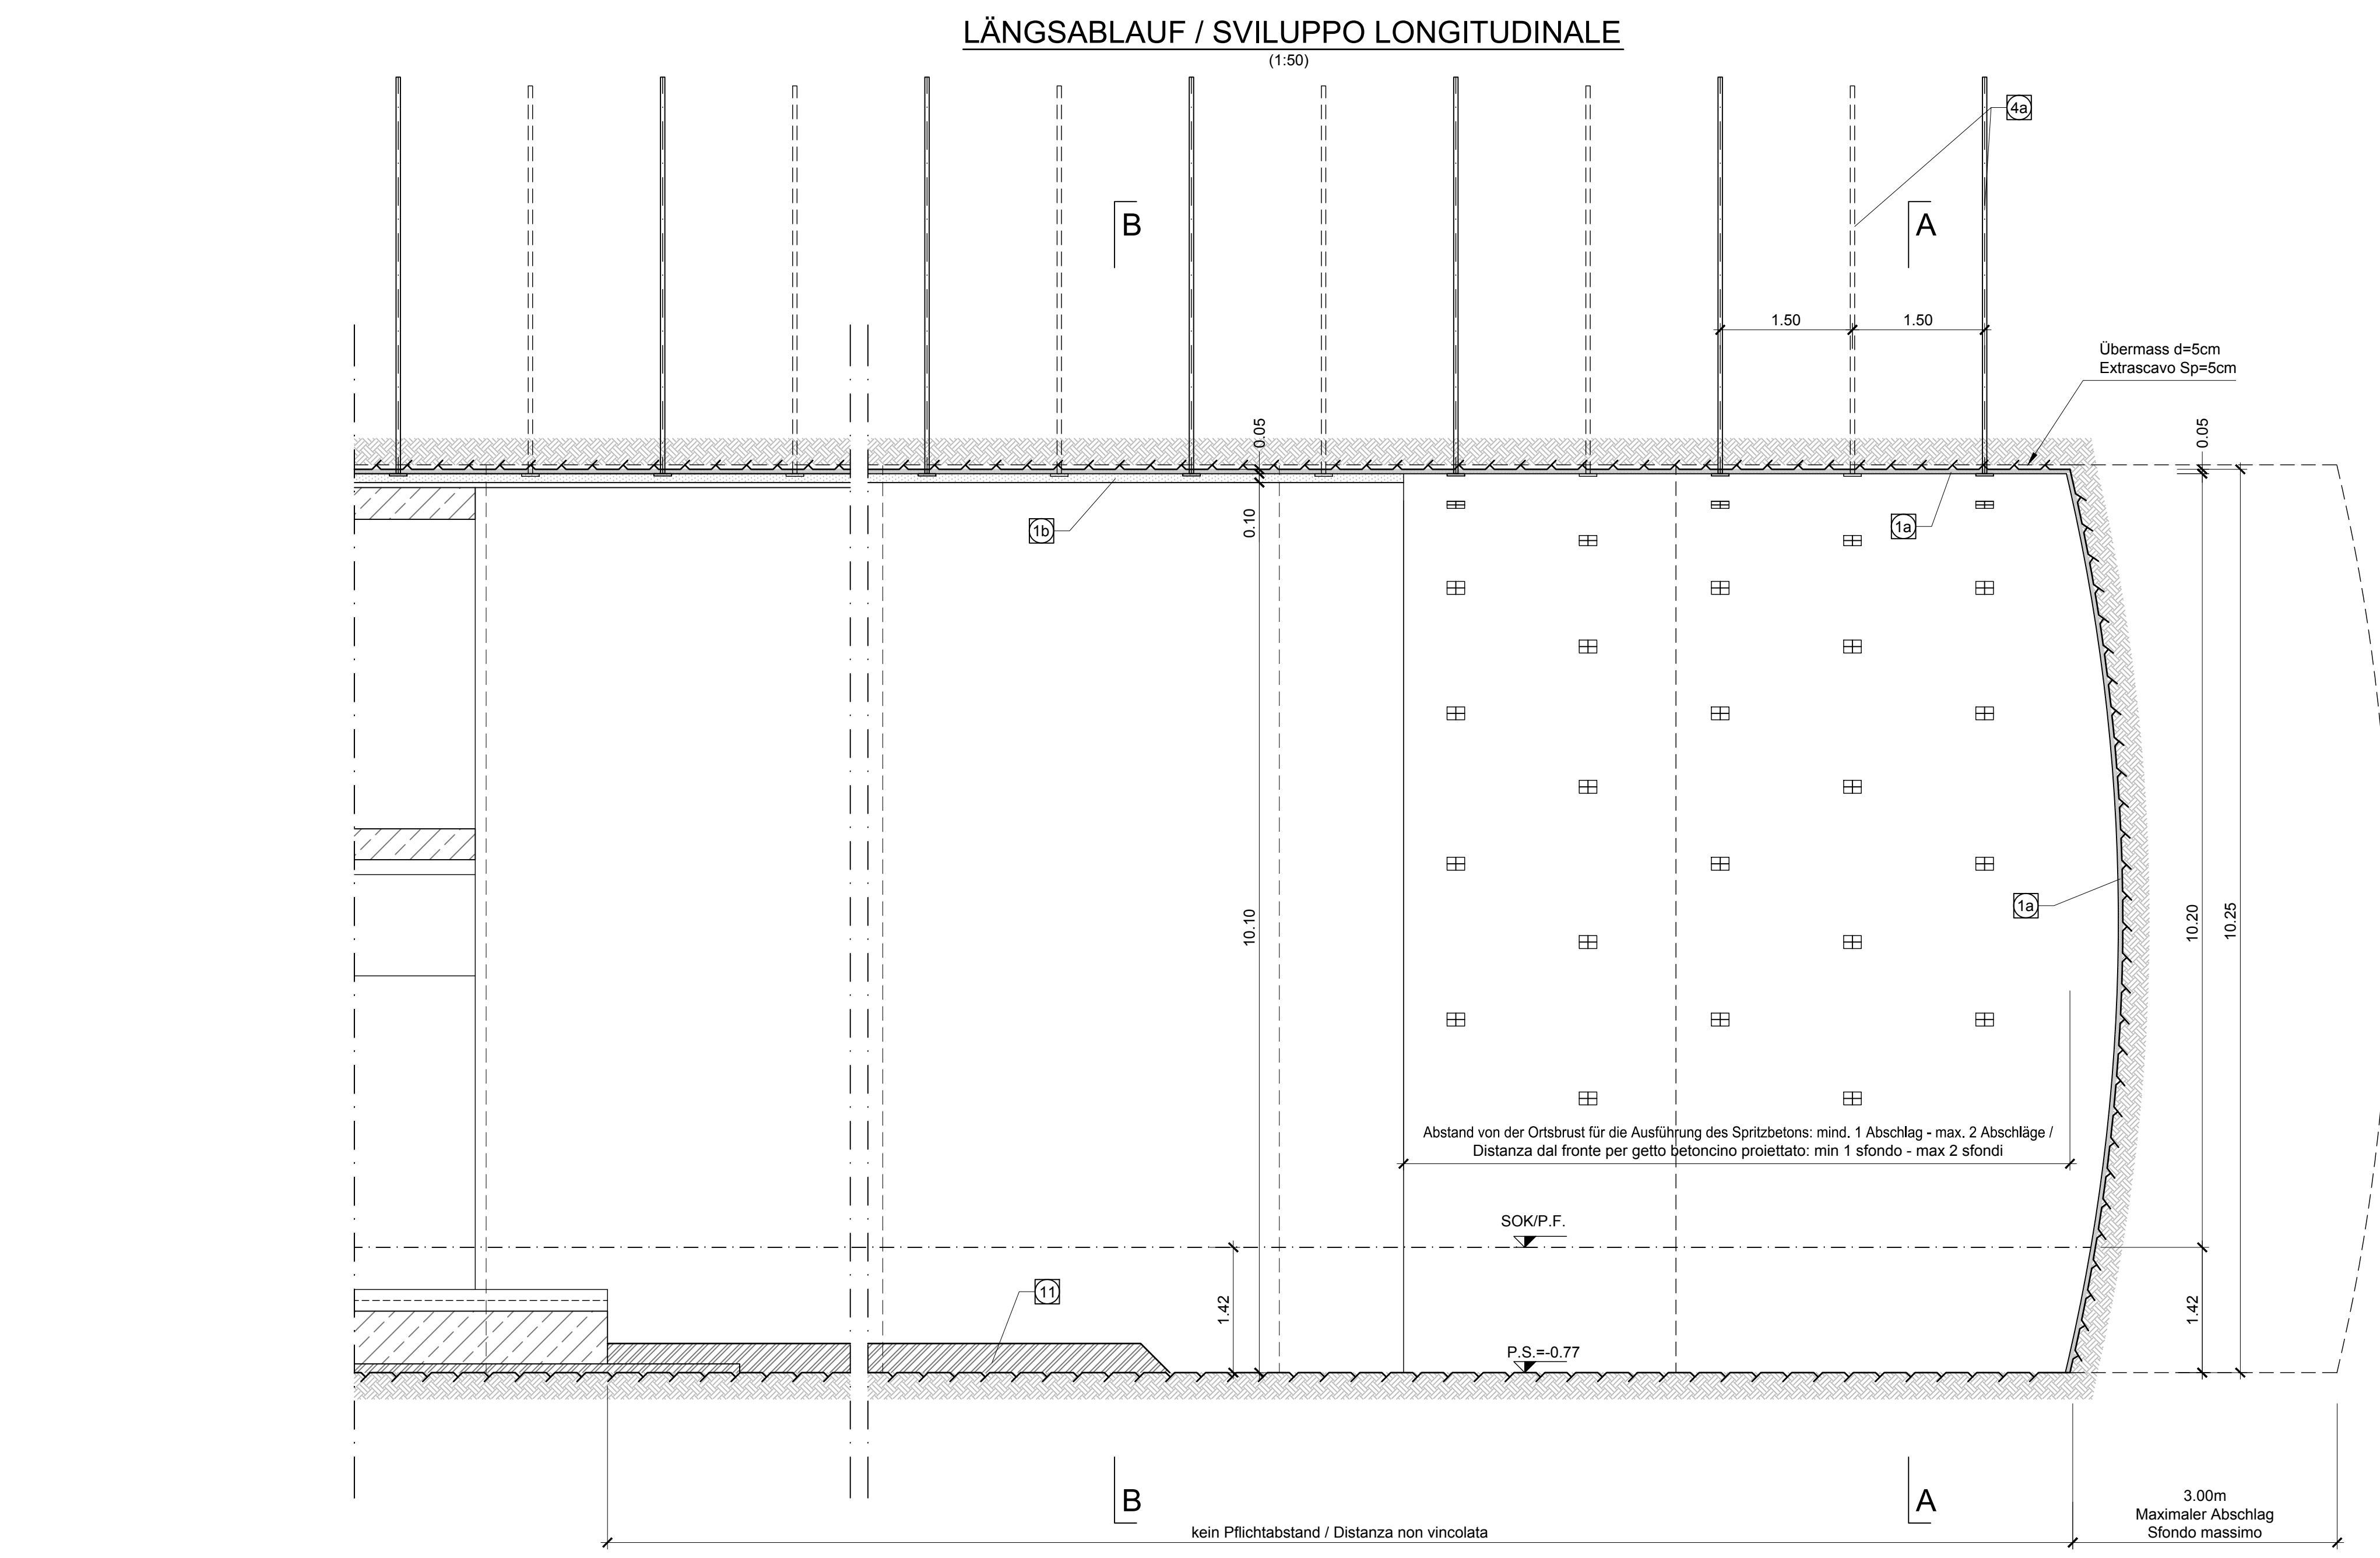 LÄNGSABLAUF / SVILUPPO LONGITUDINALE
(1:50)
4a
B
A
1.50
1.50
Übermass d=5cm
Extrascavo Sp=5cm
0.05
0.05
0.10
1b
1a
1a
10.10
10.20
10.25
Abstand von der Ortsbrust für die Ausführung des Spritzbetons: mind. 1 Abschlag - max. 2 Abschläge /
Distanza dal fronte per getto betoncino proiettato: min 1 sfondo - max 2 sfondi
SOK/P.F.
11
1.42
1.42
P.S.=-0.77
B
A
3.00m
Maximaler Abschlag
Sfondo massimo
kein Pflichtabstand / Distanza non vincolata